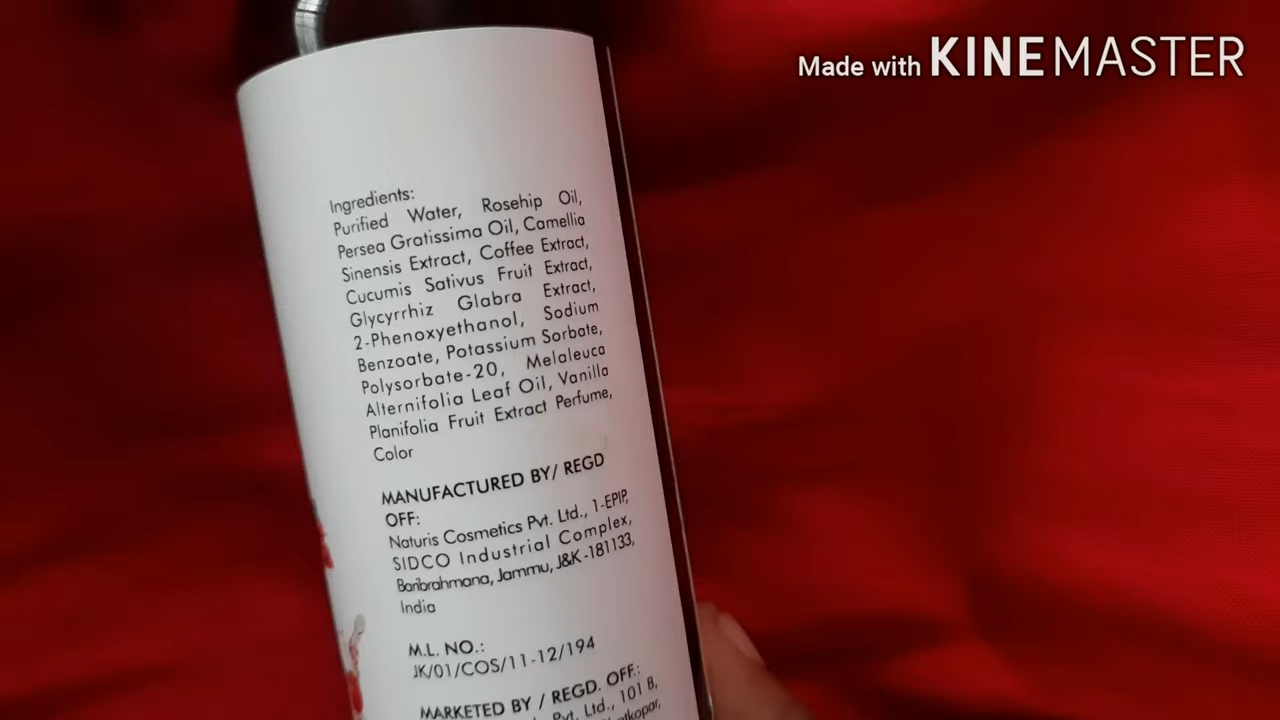 Made with KINEMASTER
Ingredients:
Purified Water, Rosehip Oil,
Persea Gratissima Oil, Camellia
Sinensis Extract, Coffee Extract,
Cucumis Sativus Fruit Extract,
Glycyrrhiz Glabra Extract,
2-Phenoxyethanol, Sodium
Benzoate, Potassium Sorbate,
Polysorbate-20, Melaleuca
Alternifolia Leaf Oil, Vanilla
Planifolia Fruit Extract Perfume,
Color
MANUFACTURED BY/ REGD
OFF:
Naturis Cosmetics Pvt. Ltd., 1-EPIP,
SIDCO Industrial Complex,
Baribrahmana, Jammu, J&K -181133,
India
M.L. NO.:
JK/01/COS/11-12/194
MARKETED BY / REGD. OFF.:
Pvt. Ltd., 101 B,